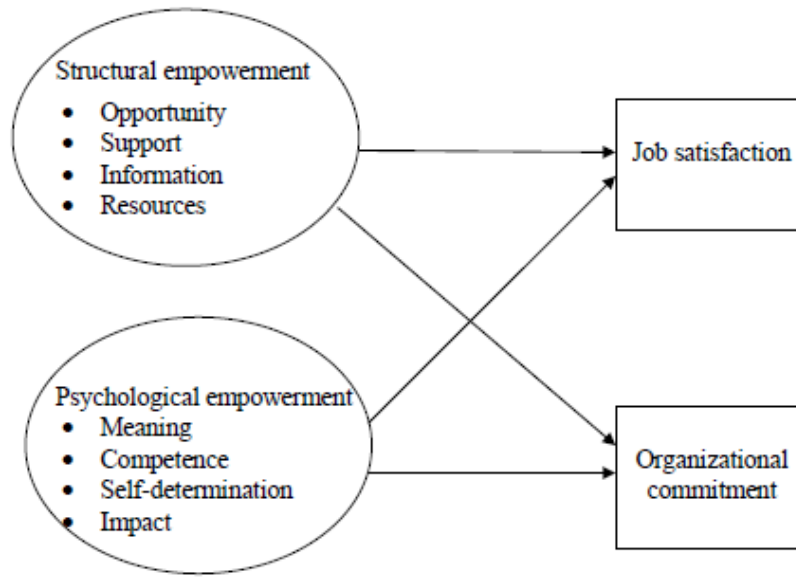 Structural empowerment
• Opportunity
• Support
• Information
• Resources
Job satisfaction
Psychological empowerment
• Meaning
• Competence
• Self-determination
• Impact
Organizational
commitment